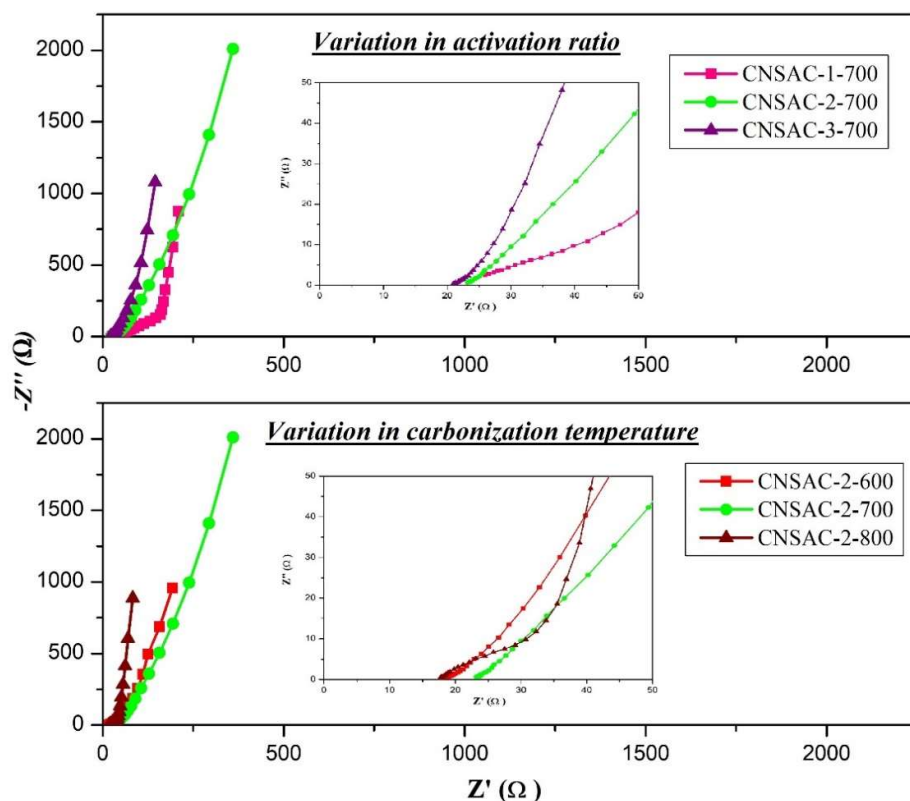 -Z'' (Ω)
2000
1500
1000
500
0
Variation in activation ratio
CNSAC-1-700
CNSAC-2-700
CNSAC-3-700
Z'' (Ω)
50
40
30
20
10
0
0 10 20 30 40 50
Z' (Ω)
0 500 1000 1500 2000
2000
1500
1000
500
0
Variation in carbonization temperature
CNSAC-2-600
CNSAC-2-700
CNSAC-2-800
Z'' (Ω)
50
40
30
20
10
0
0 10 20 30 40 50
Z' (Ω)
0 500 1000 1500 2000
Z' (Ω)